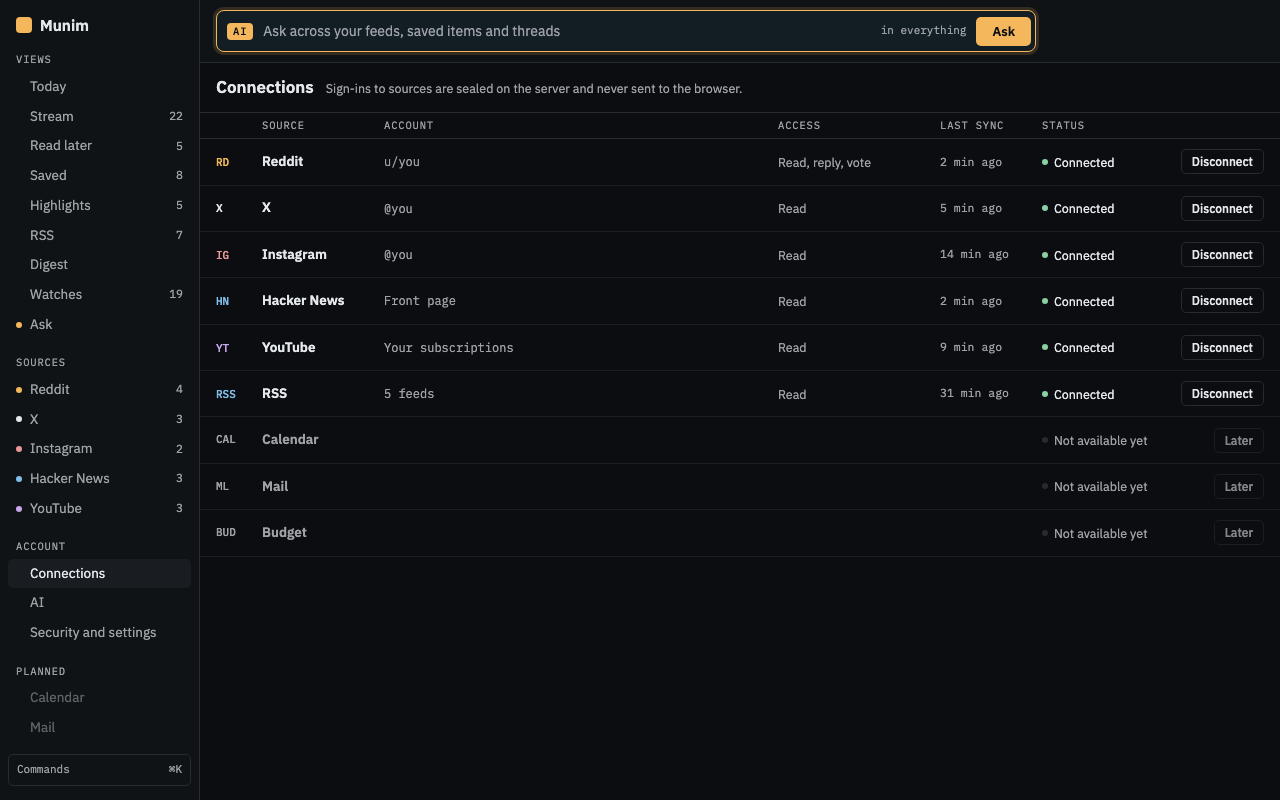 Munim
VIEWS
Today
Stream 22
Read later 5
Saved 8
Highlights 5
RSS 7
Digest
Watches 19
Ask
SOURCES
Reddit 4
X 3
Instagram 2
Hacker News 3
YouTube 3
ACCOUNT
Connections
AI
Security and settings
PLANNED
Calendar
Mail
Commands ⌘K
AI Ask across your feeds, saved items and threads in everything Ask
Connections Sign-ins to sources are sealed on the server and never sent to the browser.
SOURCE ACCOUNT ACCESS LAST SYNC STATUS
RD Reddit u/you Read, reply, vote 2 min ago Connected Disconnect
X X @you Read 5 min ago Connected Disconnect
IG Instagram @you Read 14 min ago Connected Disconnect
HN Hacker News Front page Read 2 min ago Connected Disconnect
YT YouTube Your subscriptions Read 9 min ago Connected Disconnect
RSS RSS 5 feeds Read 31 min ago Connected Disconnect
CAL Calendar Not available yet Later
ML Mail Not available yet Later
BUD Budget Not available yet Later